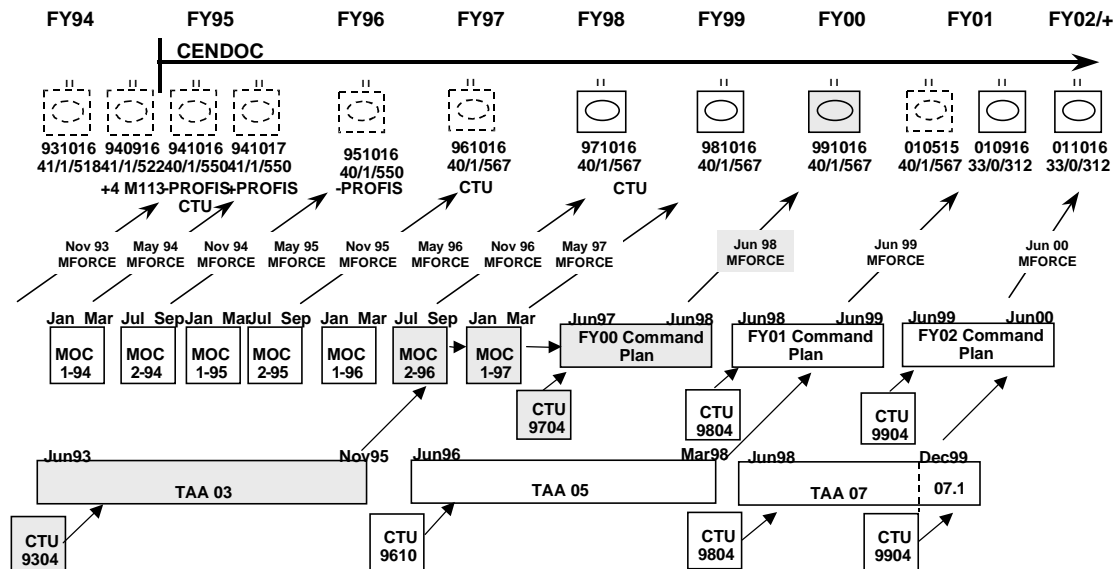 FY94 FY95 FY96 FY97 FY98 FY99 FY00 FY01 FY02/+
CENDOC
931016 940916 941016 941017 951016 961016 971016 981016 991016 010515 010916 011016
41/1/518 41/1/522 40/1/550 41/1/550 40/1/550 40/1/567 40/1/567 40/1/567 40/1/567 40/1/567 33/0/312 33/0/312
+4 M113 -PROFIS +PROFIS -PROFIS CTU CTU
CTU
Nov 93 May 94 Nov 94 May 95 Nov 95 May 96 Nov 96 May 97 Jun 98 Jun 99 Jun 00
MFORCE MFORCE MFORCE MFORCE MFORCE MFORCE MFORCE MFORCE MFORCE MFORCE MFORCE
Jan Mar Jul Sep Jan Mar Jul Sep Jan Mar Jul Sep Jan Mar Jun97 Jun98 Jun98 Jun99 Jun99 Jun00
MOC MOC MOC MOC MOC MOC MOC FY00 Command FY01 Command FY02 Command
1-94 2-94 1-95 2-95 1-96 2-96 1-97 Plan Plan Plan
CTU CTU CTU
9704 9804 9904
Jun93 Nov95 Jun96 Mar98 Jun98 Dec99
TAA 03 TAA 05 TAA 07 07.1
CTU CTU CTU CTU
9304 9610 9804 9904